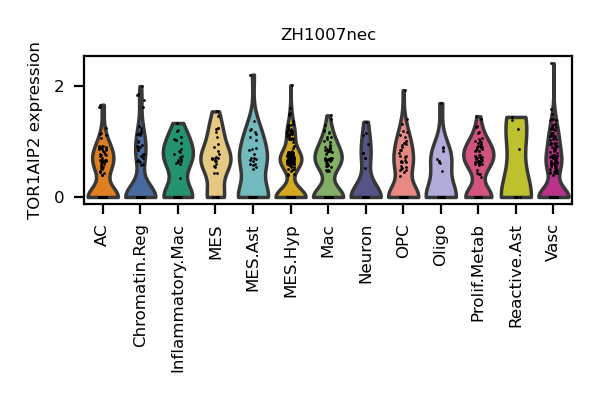 ZH1007nec
TOR1AIP2 expression
2
0
AC
Chromatin.Reg
Inflammatory.Mac
MES
MES.Ast
MES.Hyp
Mac
Neuron
OPC
Oligo
Prolif.Metab
Reactive.Ast
Vasc